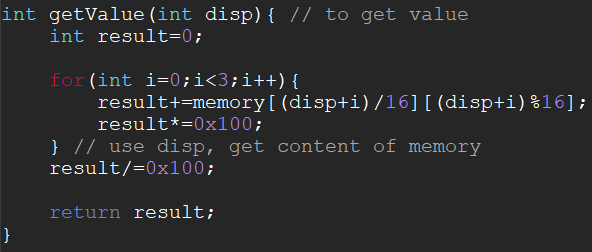 int getValue(int disp){ // to get value
    int result=0;

    for(int i=0;i<3;i++){
        result+=memory[(disp+i)/16][(disp+i)%16];
        result*=0x100;
    } // use disp, get content of memory
    result/=0x100;

    return result;
}